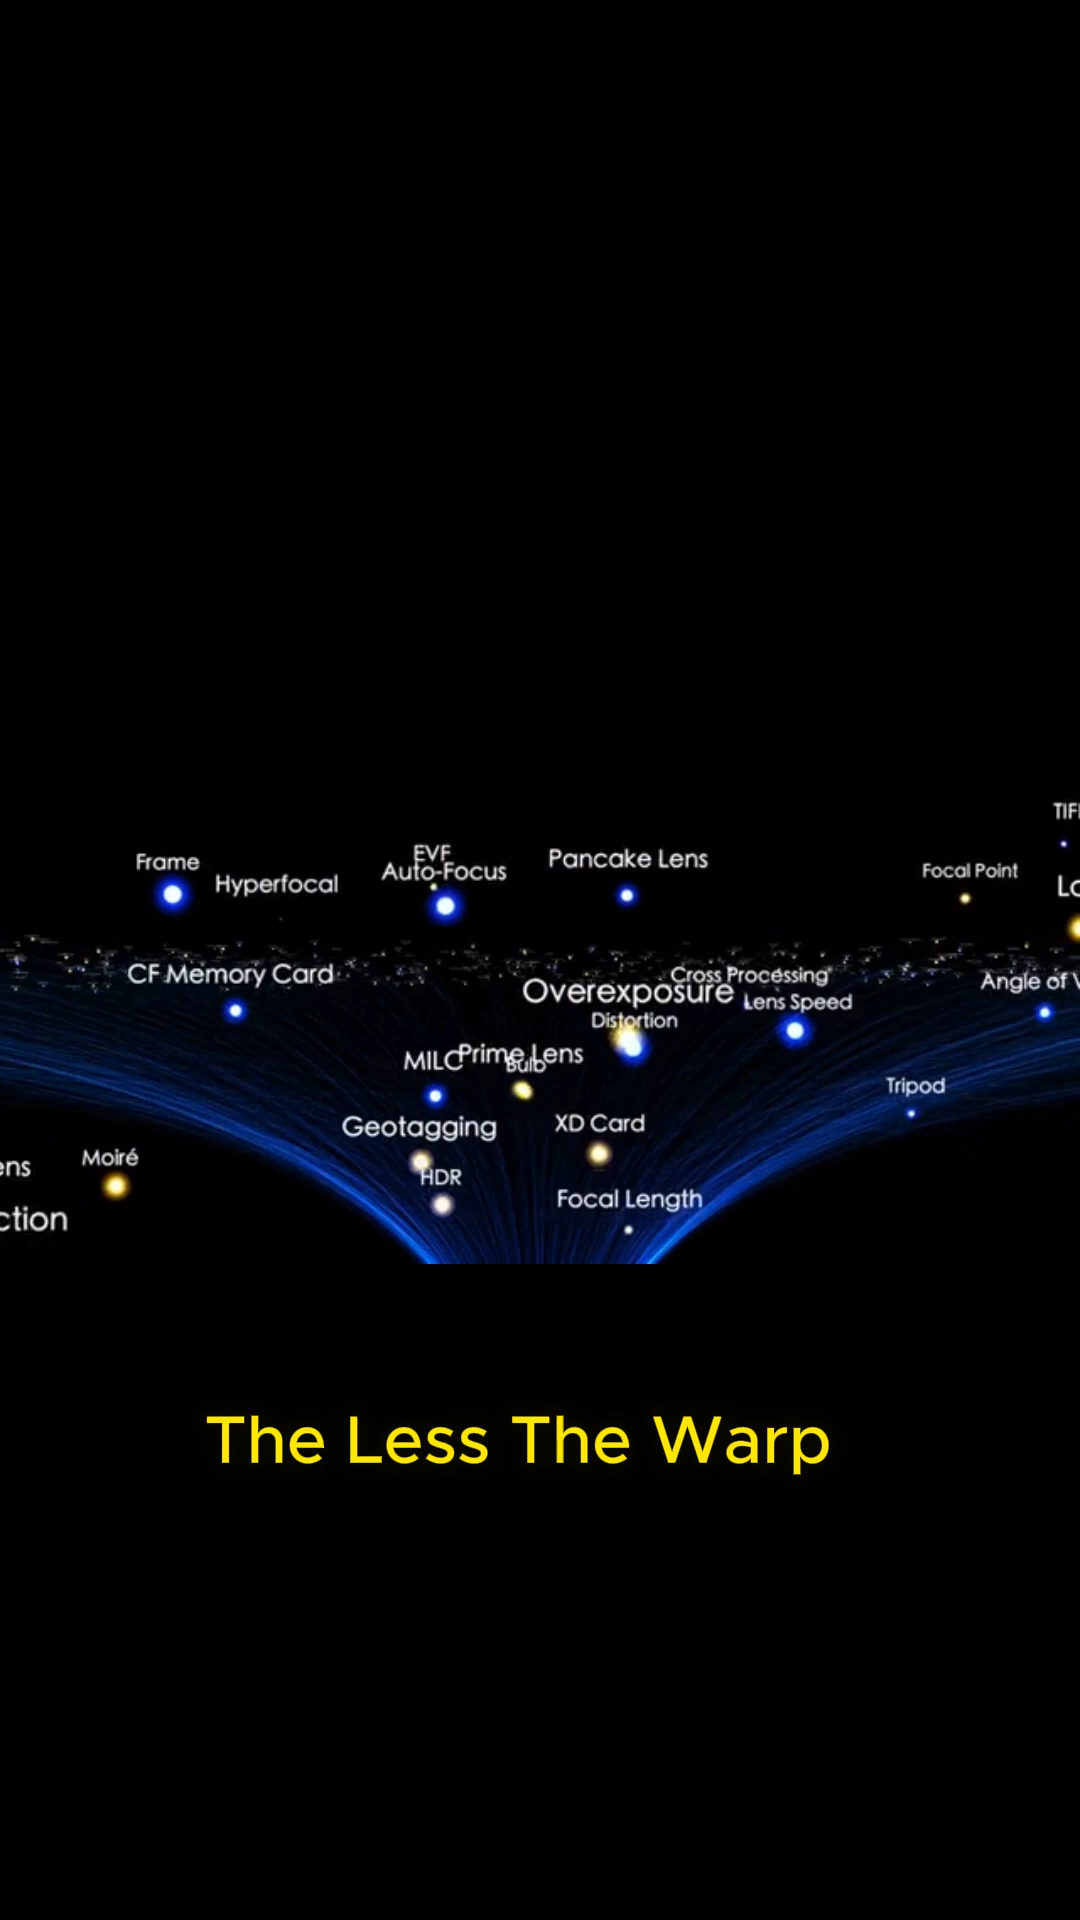 TIF
EVF
Frame
Auto-Focus
Pancake Lens
Hyperfocal
Focal Point
Lo
CF Memory Card
Cross Processing
Overexposure
Lens Speed
Angle of V
Distortion
MILC
Prime Lens
Bulb
Tripod
Geotagging
XD Card
Moiré
ens
HDR
Focal Length
ction
The Less The Warp